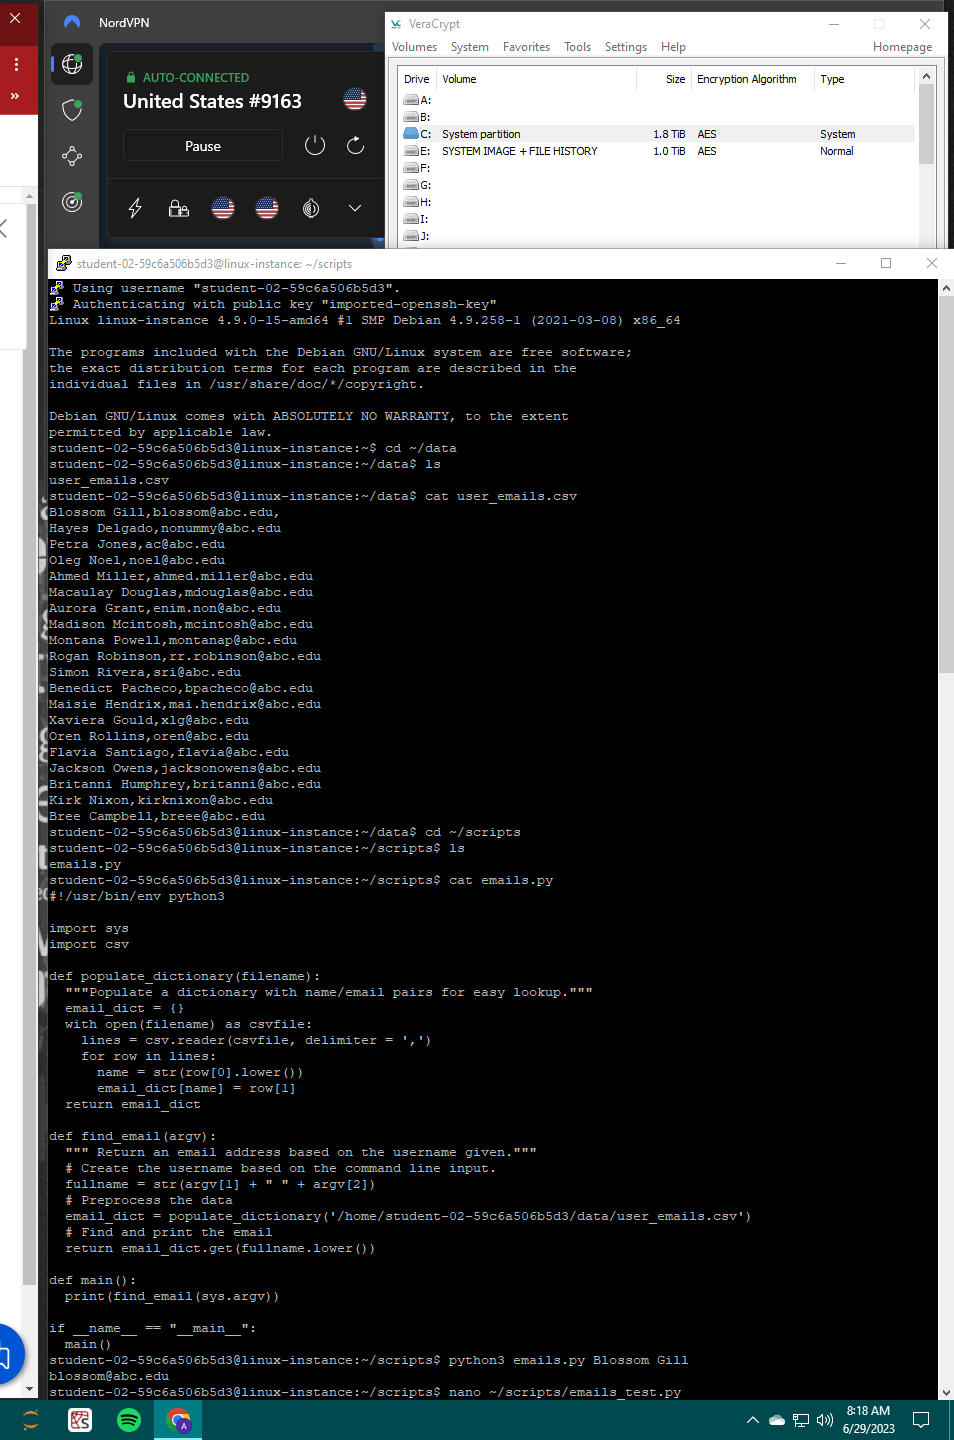 NordVPN
AUTO-CONNECTED
United States #9163
Pause
VeraCrypt
Volumes System Favorites Tools Settings Help Homepage
Drive Volume Size Encryption Algorithm Type
A:
B:
C: System partition 1.8 TiB AES System
E: SYSTEM IMAGE + FILE HISTORY 1.0 TiB AES Normal
F:
G:
H:
I:
J:
student-02-59c6a506b5d3@linux-instance: ~/scripts
Using username "student-02-59c6a506b5d3".
Authenticating with public key "imported-openssh-key"
Linux linux-instance 4.9.0-15-amd64 #1 SMP Debian 4.9.258-1 (2021-03-08) x86_64
The programs included with the Debian GNU/Linux system are free software;
the exact distribution terms for each program are described in the
individual files in /usr/share/doc/*/copyright.
Debian GNU/Linux comes with ABSOLUTELY NO WARRANTY, to the extent
permitted by applicable law.
student-02-59c6a506b5d3@linux-instance:~$ cd ~/data
student-02-59c6a506b5d3@linux-instance:~/data$ ls
user_emails.csv
student-02-59c6a506b5d3@linux-instance:~/data$ cat user_emails.csv
Blossom Gill,blossom@abc.edu,
Hayes Delgado,nonummy@abc.edu
Petra Jones,ac@abc.edu
Oleg Noel,noel@abc.edu
Ahmed Miller,ahmed.miller@abc.edu
Macaulay Douglas,mdouglas@abc.edu
Aurora Grant,enim.non@abc.edu
Madison Mcintosh,mcintosh@abc.edu
Montana Powell,montanap@abc.edu
Rogan Robinson,rr.robinson@abc.edu
Simon Rivera,sri@abc.edu
Benedict Pacheco,bpacheco@abc.edu
Maisie Hendrix,mai.hendrix@abc.edu
Xaviera Gould,xlg@abc.edu
Oren Rollins,oren@abc.edu
Flavia Santiago,flavia@abc.edu
Jackson Owens,jacksonowens@abc.edu
Britanni Humphrey,britanni@abc.edu
Kirk Nixon,kirknixon@abc.edu
Bree Campbell,breee@abc.edu
student-02-59c6a506b5d3@linux-instance:~/data$ cd ~/scripts
student-02-59c6a506b5d3@linux-instance:~/scripts$ ls
emails.py
student-02-59c6a506b5d3@linux-instance:~/scripts$ cat emails.py
#!/usr/bin/env python3
import sys
import csv
def populate_dictionary(filename):
  """Populate a dictionary with name/email pairs for easy lookup."""
  email_dict = {}
  with open(filename) as csvfile:
    lines = csv.reader(csvfile, delimiter = ',')
    for row in lines:
      name = str(row[0].lower())
      email_dict[name] = row[1]
  return email_dict
def find_email(argv):
  """ Return an email address based on the username given."""
  # Create the username based on the command line input.
  fullname = str(argv[1] + " " + argv[2])
  # Preprocess the data
  email_dict = populate_dictionary('/home/student-02-59c6a506b5d3/data/user_emails.csv')
  # Find and print the email
  return email_dict.get(fullname.lower())
def main():
  print(find_email(sys.argv))
if __name__ == "__main__":
  main()
student-02-59c6a506b5d3@linux-instance:~/scripts$ python3 emails.py Blossom Gill
blossom@abc.edu
student-02-59c6a506b5d3@linux-instance:~/scripts$ nano ~/scripts/emails_test.py
A
8:18 AM
6/29/2023